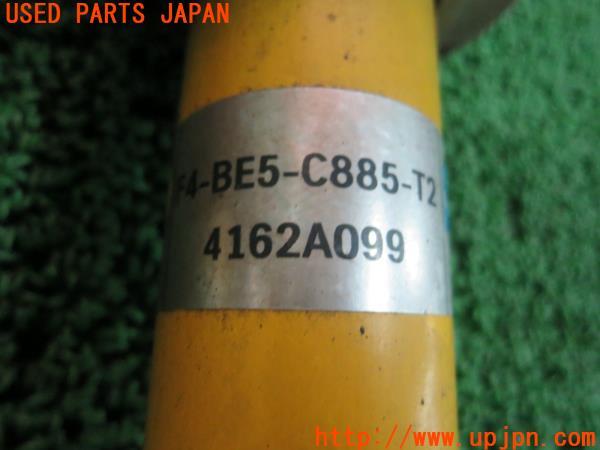 USED PARTS JAPAN
F4-BE5-C885-T2
4162A099
http://www.upjpn.com